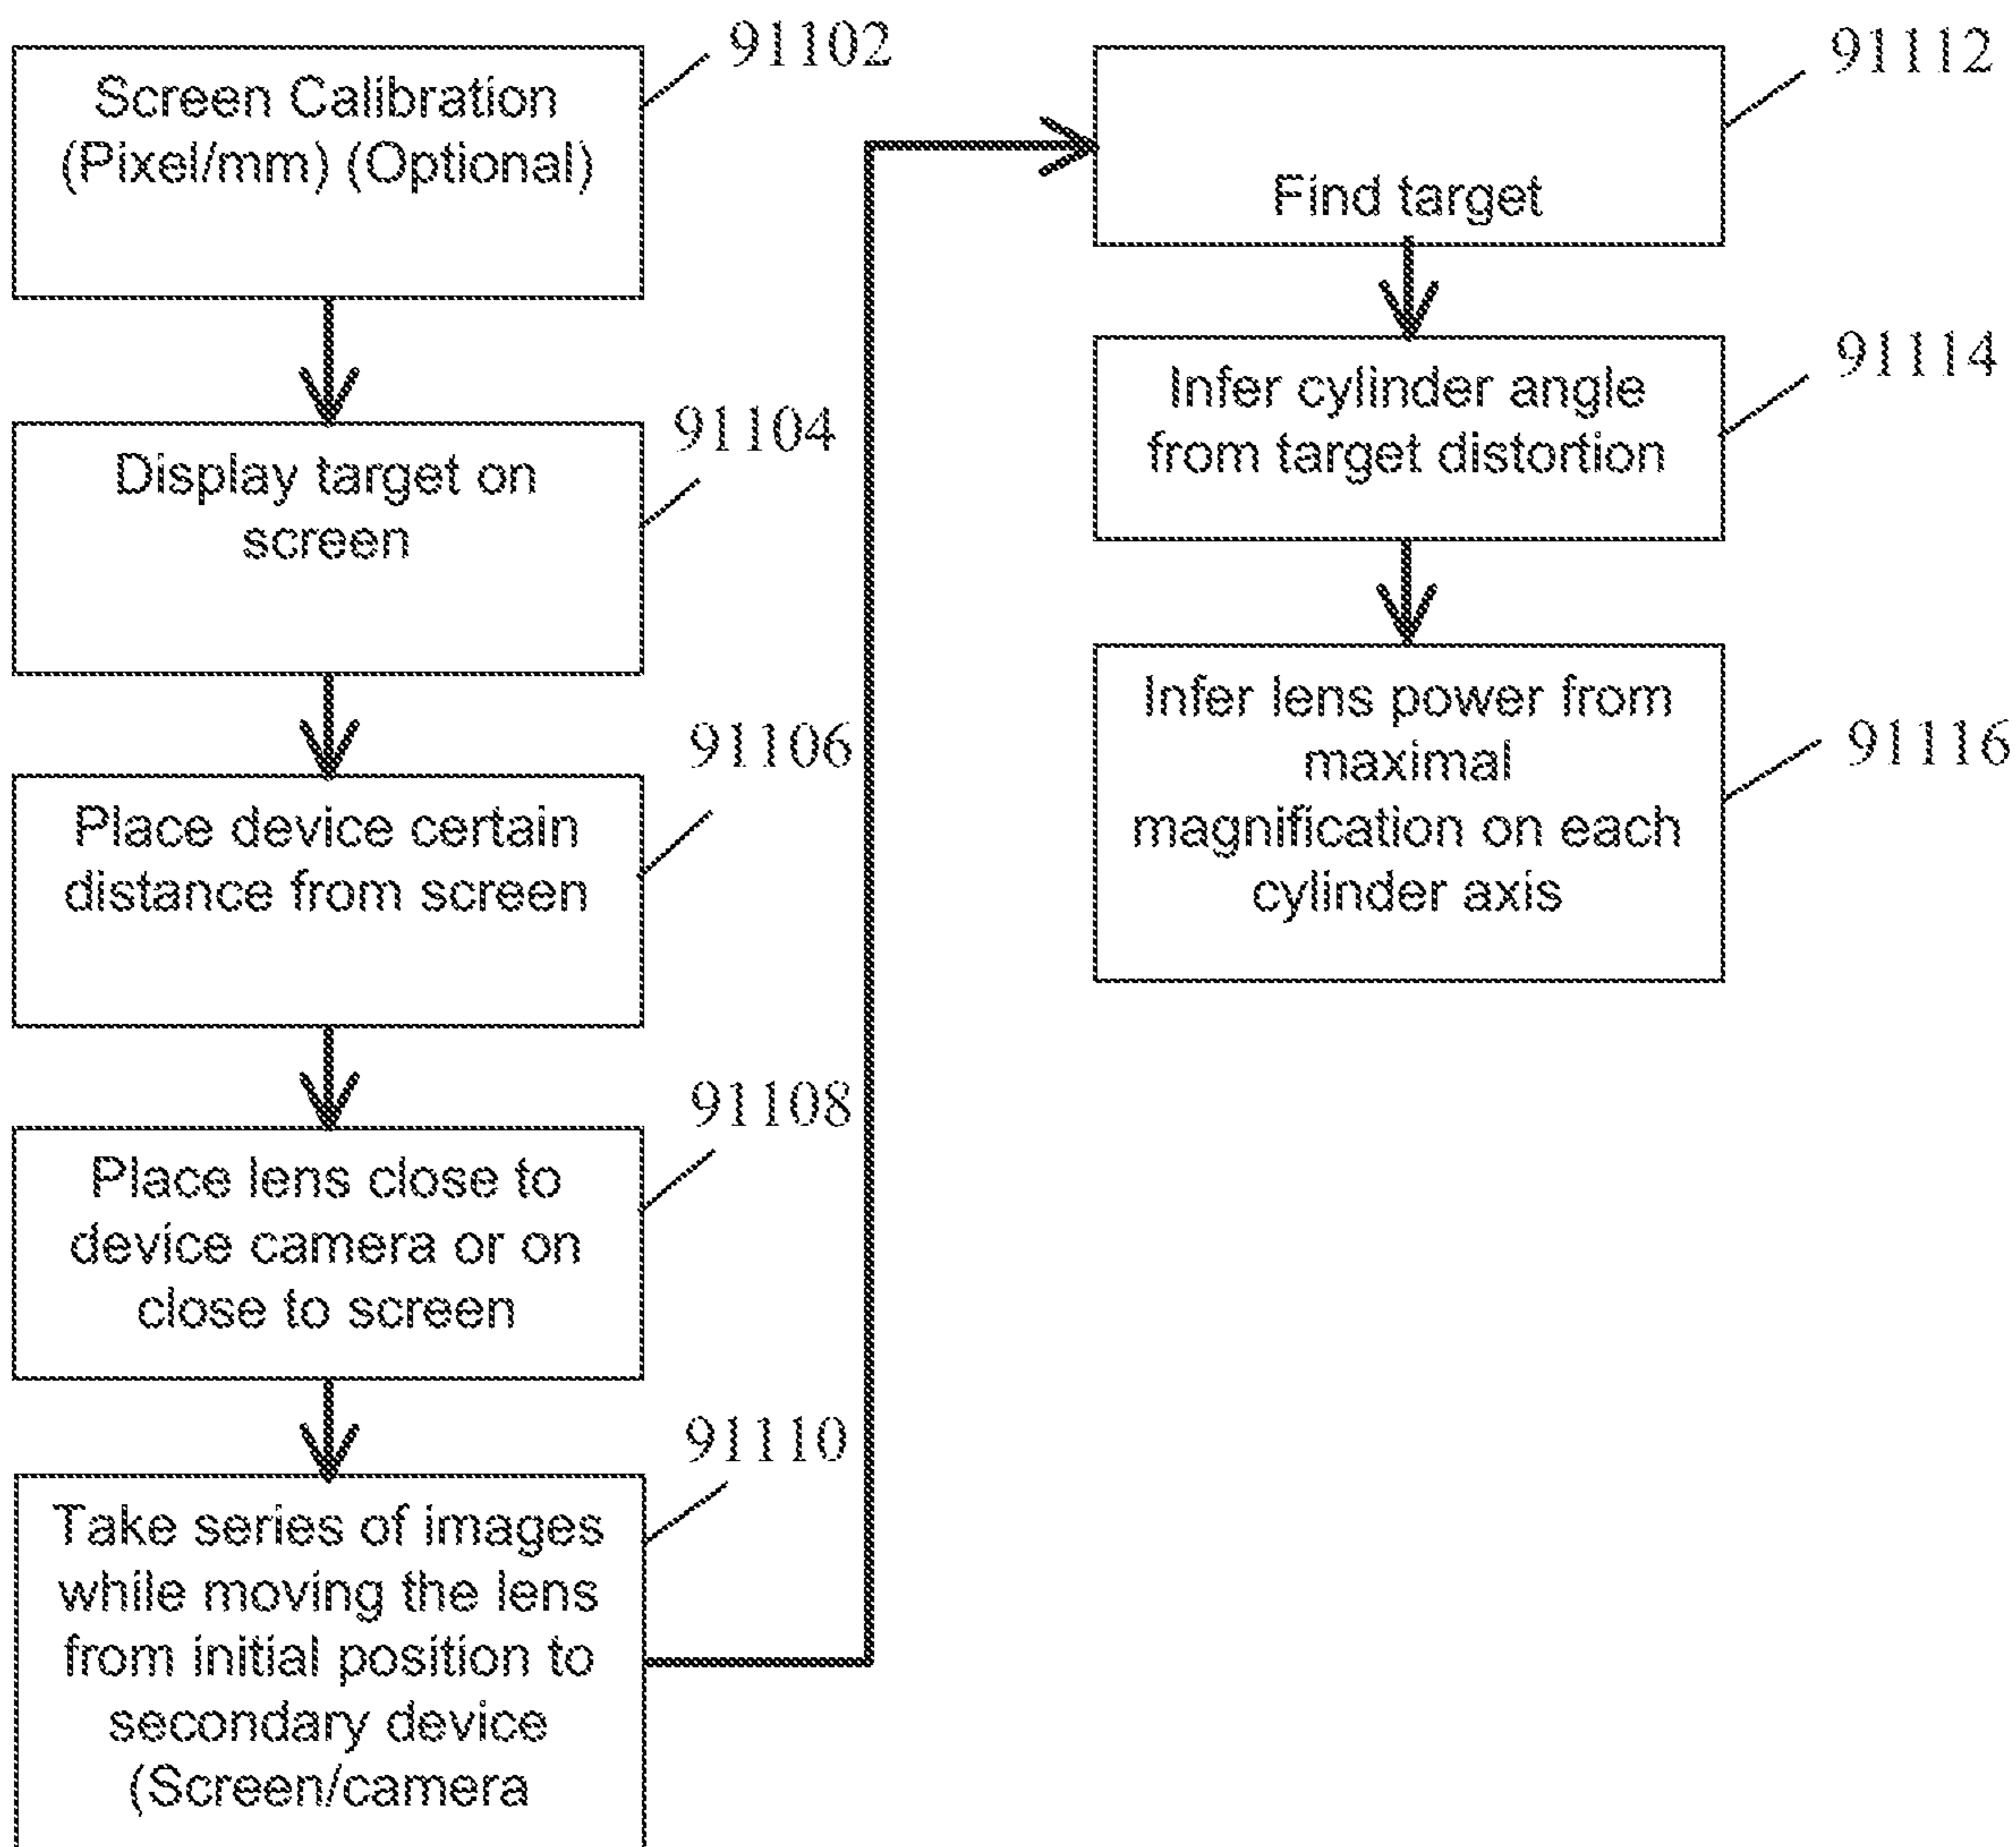 91102
Screen Calibration
(Pixel/mm) (Optional)
91104
Display target on
screen
91106
Place device certain
distance from screen
91108
Place lens close to
device camera or on
close to screen
91110
Take series of images
while moving the lens
from initial position to
secondary device
(Screen/camera
91112
Find target
91114
Infer cylinder angle
from target distortion
91116
Infer lens power from
maximal
magnification on each
cylinder axis